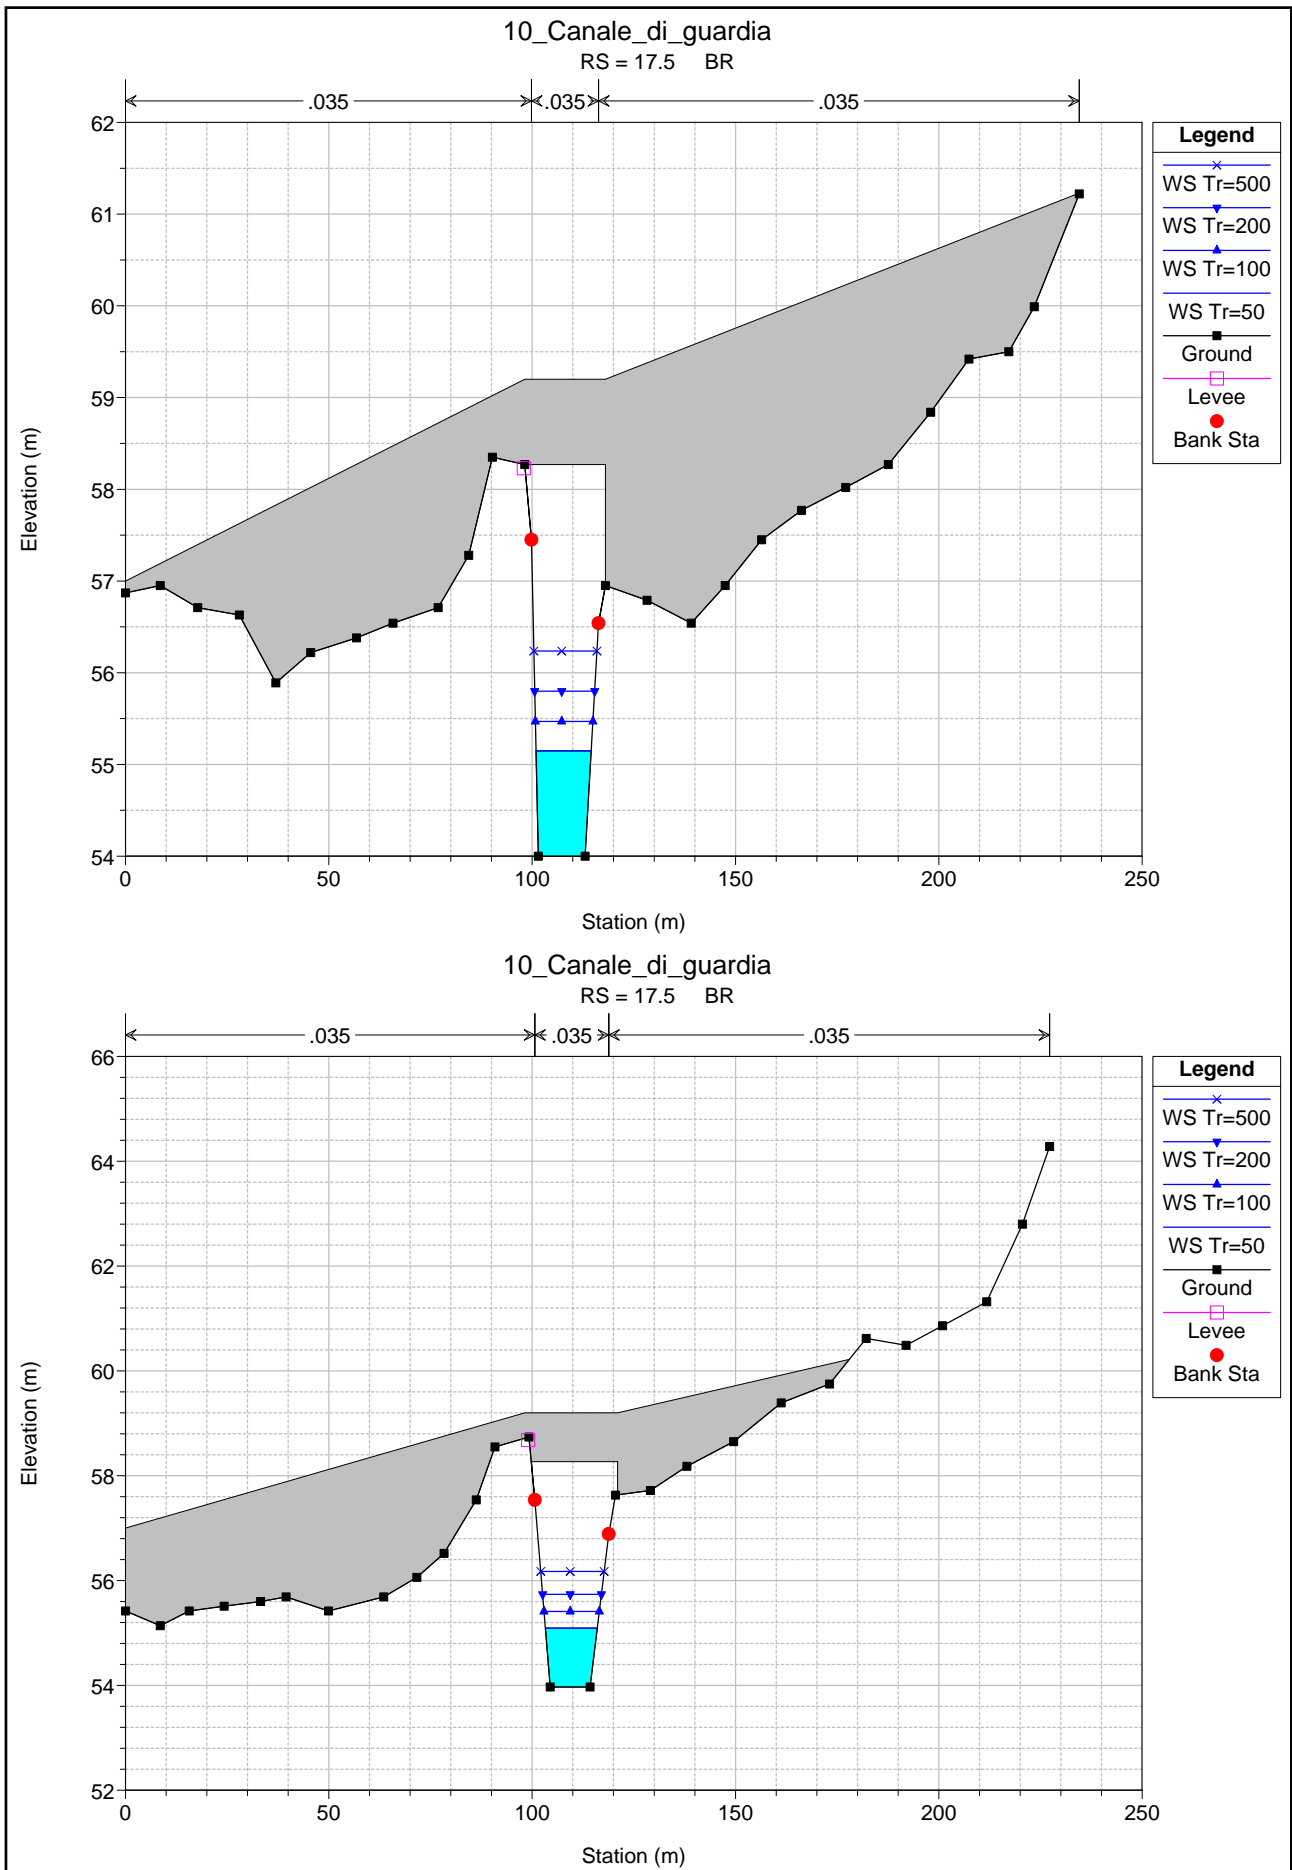 10_Canale_di_guardia
RS = 17.5 BR
.035 .035 .035
Legend
WS Tr=500
WS Tr=200
WS Tr=100
WS Tr=50
Ground
Levee
Bank Sta
62
61
60
59
58
57
56
55
54
Elevation (m)
0 50 100 150 200 250
Station (m)
10_Canale_di_guardia
RS = 17.5 BR
.035 .035 .035
Legend
WS Tr=500
WS Tr=200
WS Tr=100
WS Tr=50
Ground
Levee
Bank Sta
66
64
62
60
58
56
54
52
Elevation (m)
0 50 100 150 200 250
Station (m)